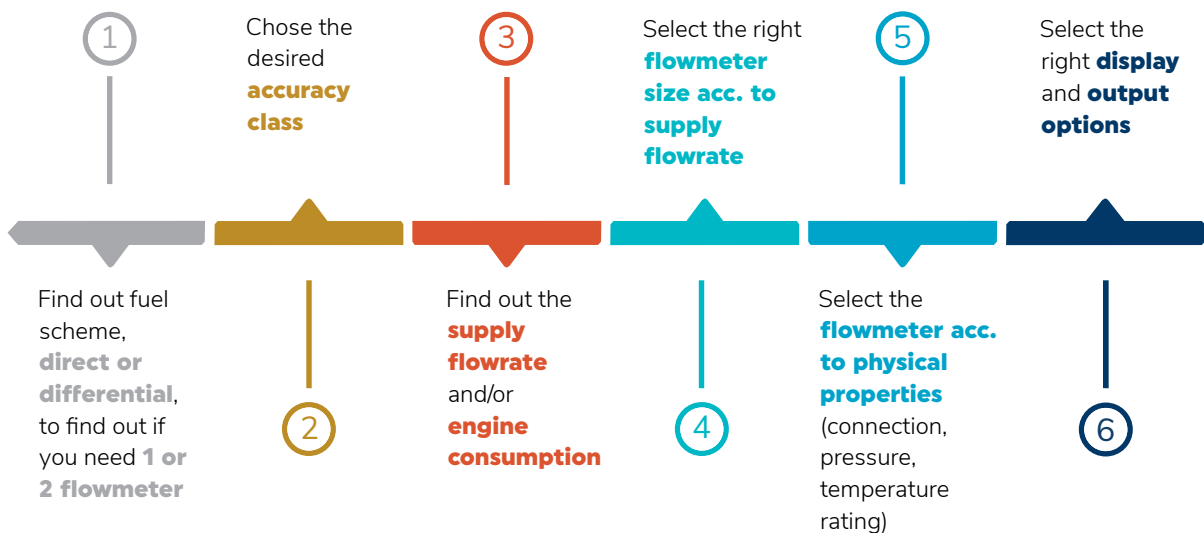 1
Find out fuel
scheme,
direct or
differential,
to find out if
you need 1 or
2 flowmeter
Chose the
desired
accuracy
class
2
3
Find out the
supply
flowrate
and/or
engine
consumption
Select the right
flowmeter
size acc. to
supply
flowrate
4
5
Select the
flowmeter acc.
to physical
properties
(connection,
pressure,
temperature
rating)
Select the
right display
and output
options
6